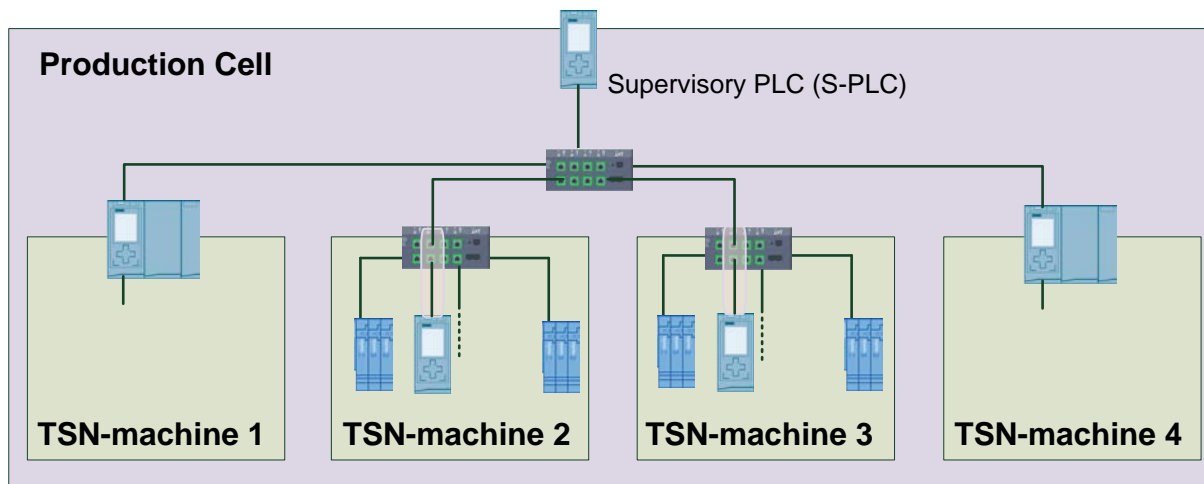 Production Cell
Supervisory PLC (S-PLC)
TSN-machine 1
TSN-machine 2
TSN-machine 3
TSN-machine 4